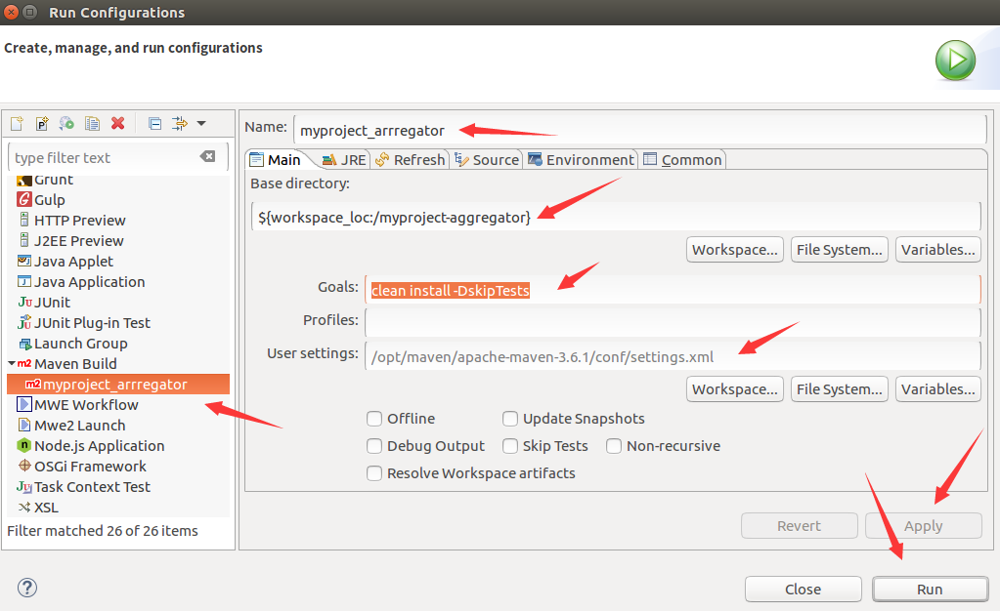 Run Configurations
Create, manage, and run configurations
Name: myproject_arrregator
type filter text
Main JRE Refresh Source Environment Common
Grunt
Gulp
HTTP Preview
J2EE Preview
Java Applet
Java Application
JUnit
JUnit Plug-in Test
Launch Group
Maven Build
m2 myproject_arrregator
MWE Workflow
Mwe2 Launch
Node.js Application
OSGi Framework
Task Context Test
XSL
Filter matched 26 of 26 items
Base directory:
${workspace_loc:/myproject-aggregator}
Workspace... File System... Variables...
Goals: clean install -DskipTests
Profiles:
User settings: /opt/maven/apache-maven-3.6.1/conf/settings.xml
Workspace... File System... Variables...
Offline Update Snapshots
Debug Output Skip Tests Non-recursive
Resolve Workspace artifacts
Revert Apply
Close Run